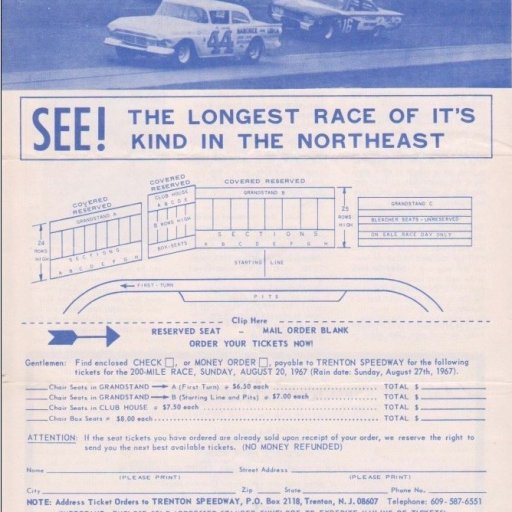 44
16
SEE! THE LONGEST RACE OF IT'S
KIND IN THE NORTHEAST
COVERED RESERVED
GRANDSTAND A
24 ROWS HIGH
SECTIONS
A B C D E F G H
COVERED RESERVED
CLUB HOUSE
A B C D E
8 ROWS HIGH
BOX-SEATS
COVERED RESERVED
GRANDSTAND B
SECTIONS
A B C D E F G H
25 ROWS HIGH
GRANDSTAND C
BLEACHER SEATS - UNRESERVED
ON SALE RACE DAY ONLY
STARTING LINE
FIRST-TURN
PITS
Clip Here
RESERVED SEAT – MAIL ORDER BLANK
ORDER YOUR TICKETS NOW!
Gentlemen: Find enclosed CHECK ☐, or MONEY ORDER ☐, payable to TRENTON SPEEDWAY for the following
tickets for the 200-MILE RACE, SUNDAY, AUGUST 20, 1967 (Rain date: Sunday, August 27th, 1967).
Chair Seats in GRANDSTAND A (First Turn) @ $6.50 each TOTAL $
Chair Seats in GRANDSTAND B (Starting Line and Pits) @ $7.00 each TOTAL $
Chair Seats in CLUB HOUSE @ $7.50 each TOTAL $
Chair Box Seats @ $8.00 each TOTAL $
ATTENTION: If the seat tickets you have ordered are already sold upon receipt of your order, we reserve the right to
send you the next best available tickets. (NO MONEY REFUNDED)
Name Street Address
(PLEASE PRINT) (PLEASE PRINT)
City Zip State Phone No.
NOTE: Address Ticket Orders to TRENTON SPEEDWAY, P.O. Box 2118, Trenton, N.J. 08607 Telephone: 609-587-6551